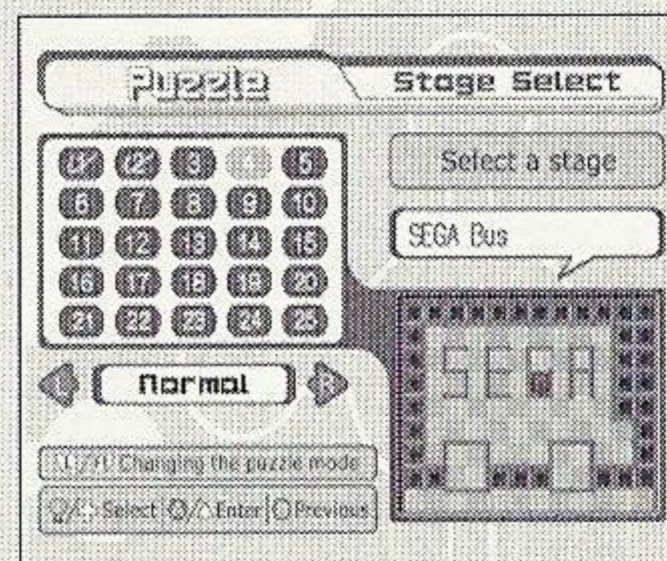 Puzzle
Stage Select
1 2 3 4 5
6 7 8 9 10
11 12 13 14 15
16 17 18 19 20
21 22 23 24 25
Select a stage
SEGA Bus
SEGA
L Normal R
L/R Changing the puzzle mode
Select Enter Previous